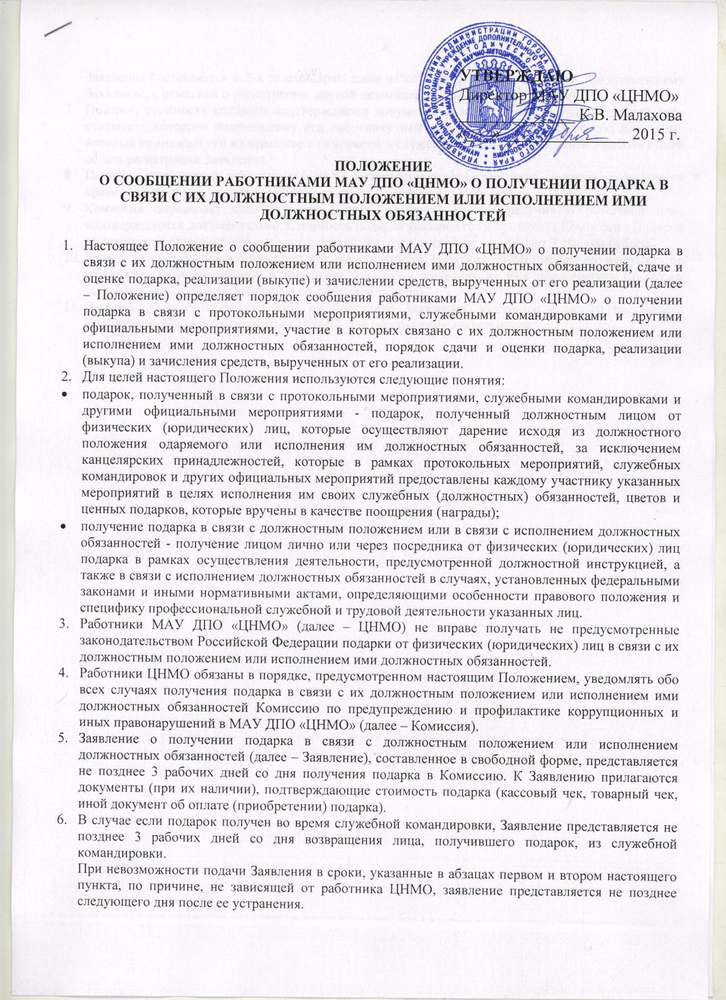 УТВЕРЖДАЮ
Директор МАУ ДПО «ЦНМО»
К.В. Малахова
2015 г.
ПОЛОЖЕНИЕ
О СООБЩЕНИИ РАБОТНИКАМИ МАУ ДПО «ЦНМО» О ПОЛУЧЕНИИ ПОДАРКА В
СВЯЗИ С ИХ ДОЛЖНОСТНЫМ ПОЛОЖЕНИЕМ ИЛИ ИСПОЛНЕНИЕМ ИМИ
ДОЛЖНОСТНЫХ ОБЯЗАННОСТЕЙ
1. Настоящее Положение о сообщении работниками МАУ ДПО «ЦНМО» о получении подарка в
связи с их должностным положением или исполнением ими должностных обязанностей, сдаче и
оценке подарка, реализации (выкупе) и зачислении средств, вырученных от его реализации (далее
– Положение) определяет порядок сообщения работниками МАУ ДПО «ЦНМО» о получении
подарка в связи с протокольными мероприятиями, служебными командировками и другими
официальными мероприятиями, участие в которых связано с их должностным положением или
исполнением ими должностных обязанностей, порядок сдачи и оценки подарка, реализации
(выкупа) и зачисления средств, вырученных от его реализации.
2. Для целей настоящего Положения используются следующие понятия:
• подарок, полученный в связи с протокольными мероприятиями, служебными командировками и
другими официальными мероприятиями - подарок, полученный должностным лицом от
физических (юридических) лиц, которые осуществляют дарение исходя из должностного
положения одаряемого или исполнения им должностных обязанностей, за исключением
канцелярских принадлежностей, которые в рамках протокольных мероприятий, служебных
командировок и других официальных мероприятий предоставлены каждому участнику указанных
мероприятий в целях исполнения им своих служебных (должностных) обязанностей, цветов и
ценных подарков, которые вручены в качестве поощрения (награды);
• получение подарка в связи с должностным положением или в связи с исполнением должностных
обязанностей - получение лицом лично или через посредника от физических (юридических) лиц
подарка в рамках осуществления деятельности, предусмотренной должностной инструкцией, а
также в связи с исполнением должностных обязанностей в случаях, установленных федеральными
законами и иными нормативными актами, определяющими особенности правового положения и
специфику профессиональной служебной и трудовой деятельности указанных лиц.
3. Работники МАУ ДПО «ЦНМО» (далее – ЦНМО) не вправе получать не предусмотренные
законодательством Российской Федерации подарки от физических (юридических) лиц в связи с их
должностным положением или исполнением ими должностных обязанностей.
4. Работники ЦНМО обязаны в порядке, предусмотренном настоящим Положением, уведомлять обо
всех случаях получения подарка в связи с их должностным положением или исполнением ими
должностных обязанностей Комиссию по предупреждению и профилактике коррупционных и
иных правонарушений в МАУ ДПО «ЦНМО» (далее – Комиссия).
5. Заявление о получении подарка в связи с должностным положением или исполнением
должностных обязанностей (далее – Заявление), составленное в свободной форме, представляется
не позднее 3 рабочих дней со дня получения подарка в Комиссию. К Заявлению прилагаются
документы (при их наличии), подтверждающие стоимость подарка (кассовый чек, товарный чек,
иной документ об оплате (приобретении) подарка).
6. В случае если подарок получен во время служебной командировки, Заявление представляется не
позднее 3 рабочих дней со дня возвращения лица, получившего подарок, из служебной
командировки.
При невозможности подачи Заявления в сроки, указанные в абзацах первом и втором настоящего
пункта, по причине, не зависящей от работника ЦНМО, заявление представляется не позднее
следующего дня после ее устранения.